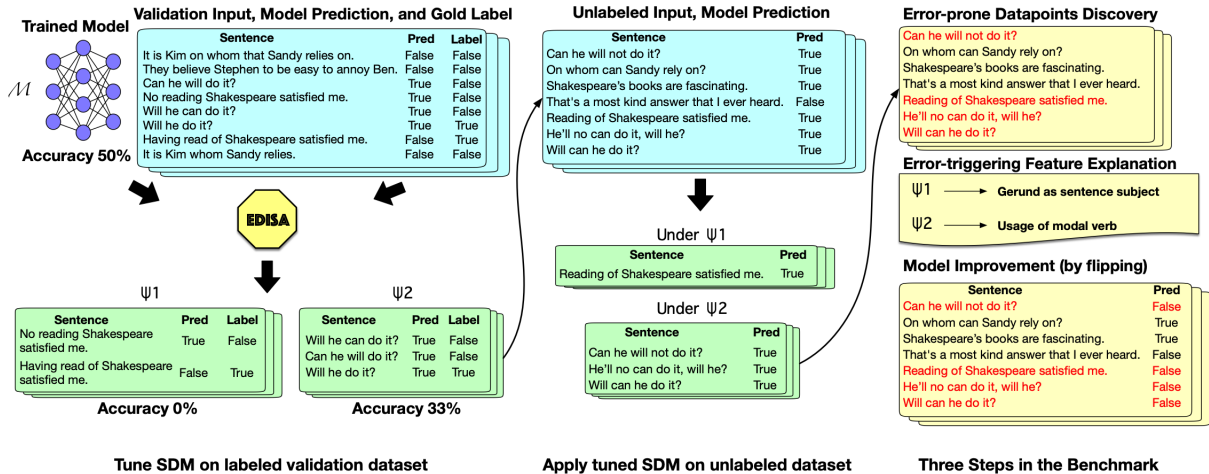 Trained Model
M
Accuracy 50%
Validation Input, Model Prediction, and Gold Label
Sentence Pred Label
It is Kim on whom that Sandy relies on. False False
They believe Stephen to be easy to annoy Ben. False False
Can he will do it? True False
No reading Shakespeare satisfied me. True False
Will he can do it? True False
Will he do it? True True
Having read of Shakespeare satisfied me. False True
It is Kim whom Sandy relies. False False
EDISA
Ψ1
Sentence Pred Label
No reading Shakespeare
satisfied me. True False
Having read of Shakespeare
satisfied me. False True
Accuracy 0%
Ψ2
Sentence Pred Label
Will he can do it? True False
Can he will do it? True False
Will he do it? True True
Accuracy 33%
Tune SDM on labeled validation dataset
Unlabeled Input, Model Prediction
Sentence Pred
Can he will not do it? True
On whom can Sandy rely on? True
Shakespeare's books are fascinating. True
That's a most kind answer that I ever heard. False
Reading of Shakespeare satisfied me. True
He'll no can do it, will he? True
Will can he do it? True
Under Ψ1
Sentence Pred
Reading of Shakespeare satisfied me. True
Under Ψ2
Sentence Pred
Can he will not do it? True
He'll no can do it, will he? True
Will can he do it? True
Apply tuned SDM on unlabeled dataset
Error-prone Datapoints Discovery
Can he will not do it?
On whom can Sandy rely on?
Shakespeare's books are fascinating.
That's a most kind answer that I ever heard.
Reading of Shakespeare satisfied me.
He'll no can do it, will he?
Will can he do it?
Error-triggering Feature Explanation
Ψ1 Gerund as sentence subject
Ψ2 Usage of modal verb
Model Improvement (by flipping)
Sentence Pred
Can he will not do it? False
On whom can Sandy rely on? True
Shakespeare's books are fascinating. True
That's a most kind answer that I ever heard. False
Reading of Shakespeare satisfied me. False
He'll no can do it, will he? False
Will can he do it? False
Three Steps in the Benchmark